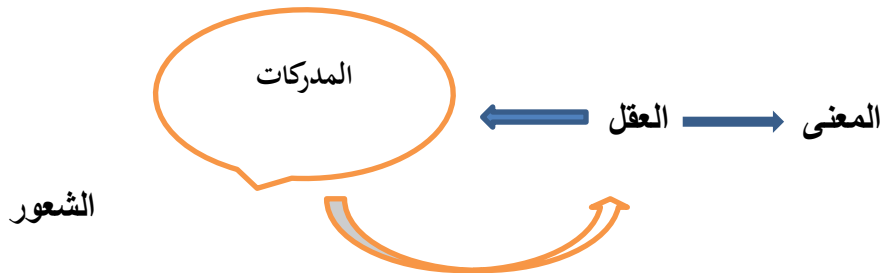 المدركات
المعنى
العقل
الشعور